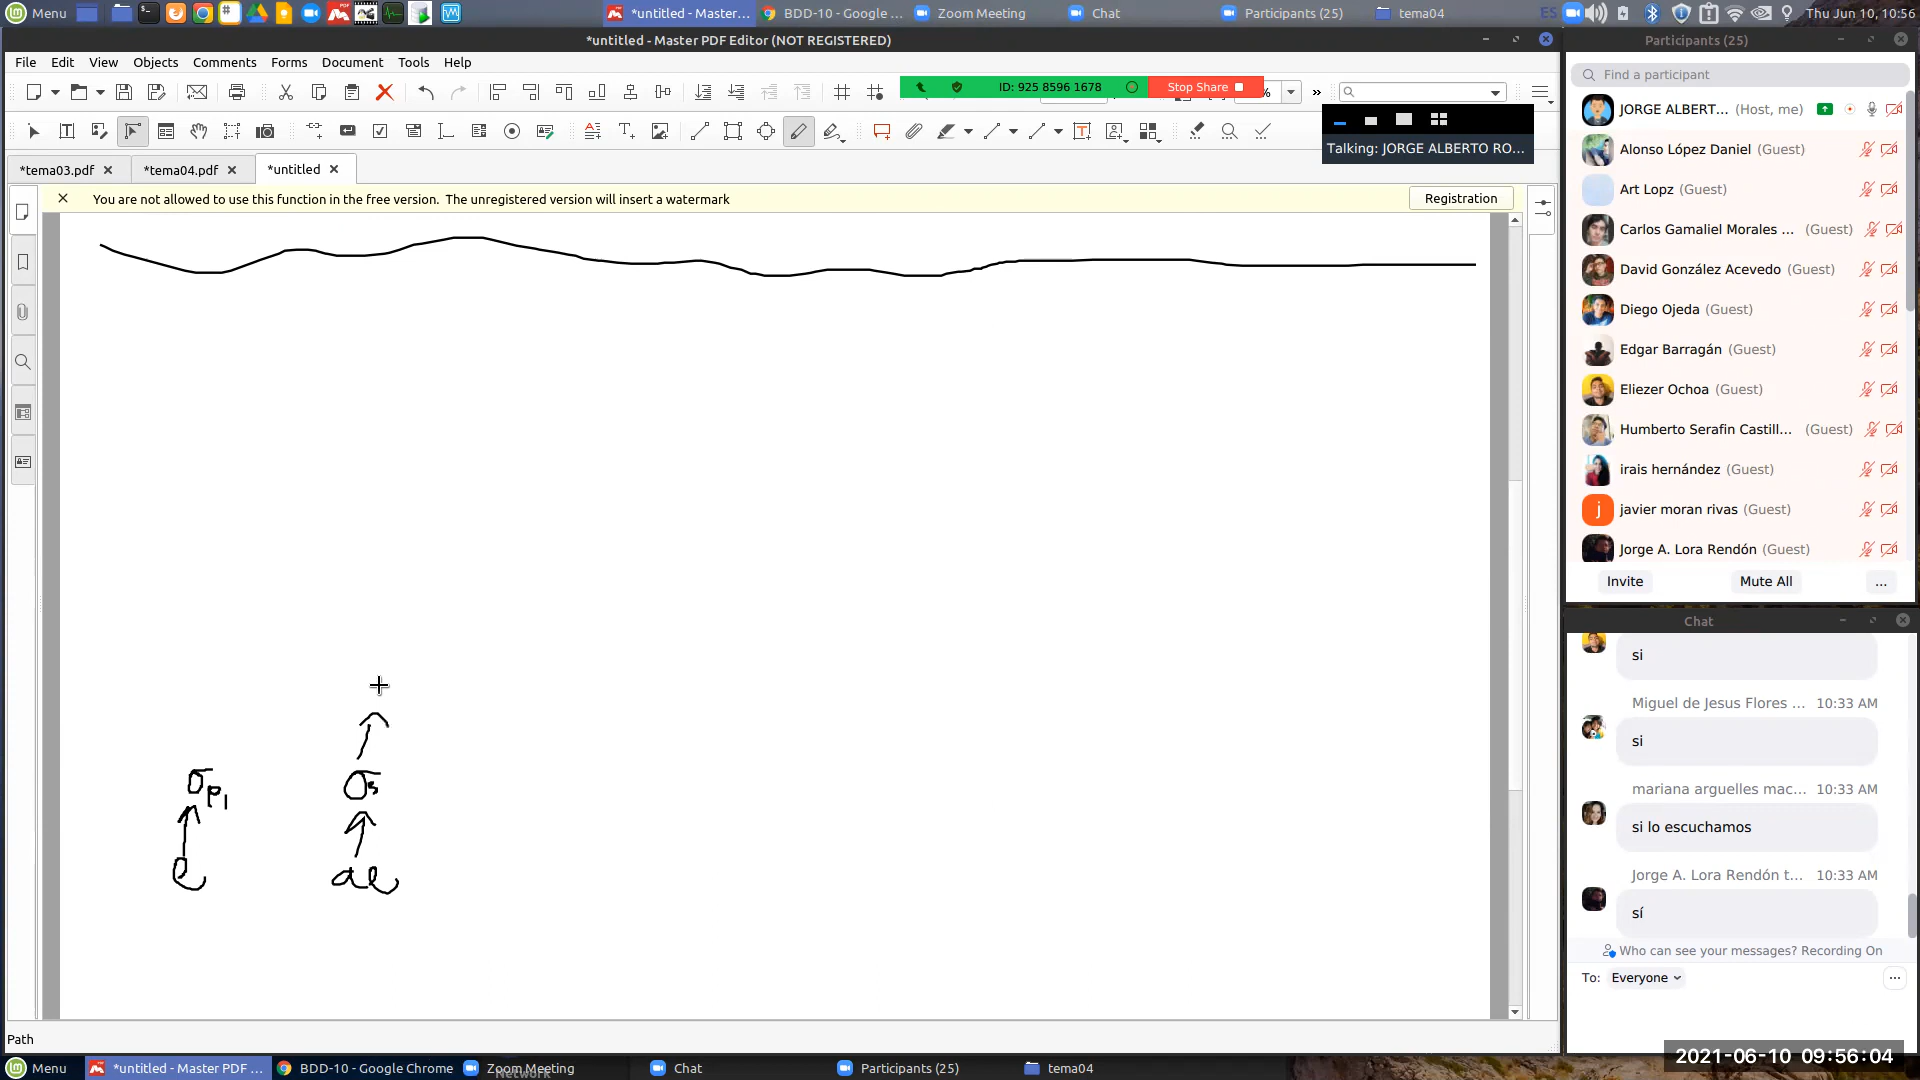 Menu
*untitled - Master...
BDD-10 - Google ...
Zoom Meeting
Chat
Participants (25)
tema04
ES
Thu Jun 10, 10:56
*untitled - Master PDF Editor (NOT REGISTERED)
File Edit View Objects Comments Forms Document Tools Help
ID: 925 8596 1678
Stop Share
Talking: JORGE ALBERTO RO...
*tema03.pdf
*tema04.pdf
*untitled
You are not allowed to use this function in the free version. The unregistered version will insert a watermark
Registration
σp1
σs
e
ae
Path
Participants (25)
Find a participant
JORGE ALBERT... (Host, me)
Alonso López Daniel (Guest)
Art Lopz (Guest)
Carlos Gamaliel Morales ... (Guest)
David González Acevedo (Guest)
Diego Ojeda (Guest)
Edgar Barragán (Guest)
Eliezer Ochoa (Guest)
Humberto Serafin Castill... (Guest)
irais hernández (Guest)
j
javier moran rivas (Guest)
Jorge A. Lora Rendón (Guest)
Invite
Mute All
...
Chat
si
Miguel de Jesus Flores ... 10:33 AM
si
mariana arguelles mac... 10:33 AM
si lo escuchamos
Jorge A. Lora Rendón t... 10:33 AM
sí
Who can see your messages? Recording On
To: Everyone
2021-06-10 09:56:04
Menu
*untitled - Master PDF ...
BDD-10 - Google Chrome
Zoom Meeting
Network
Chat
Participants (25)
tema04